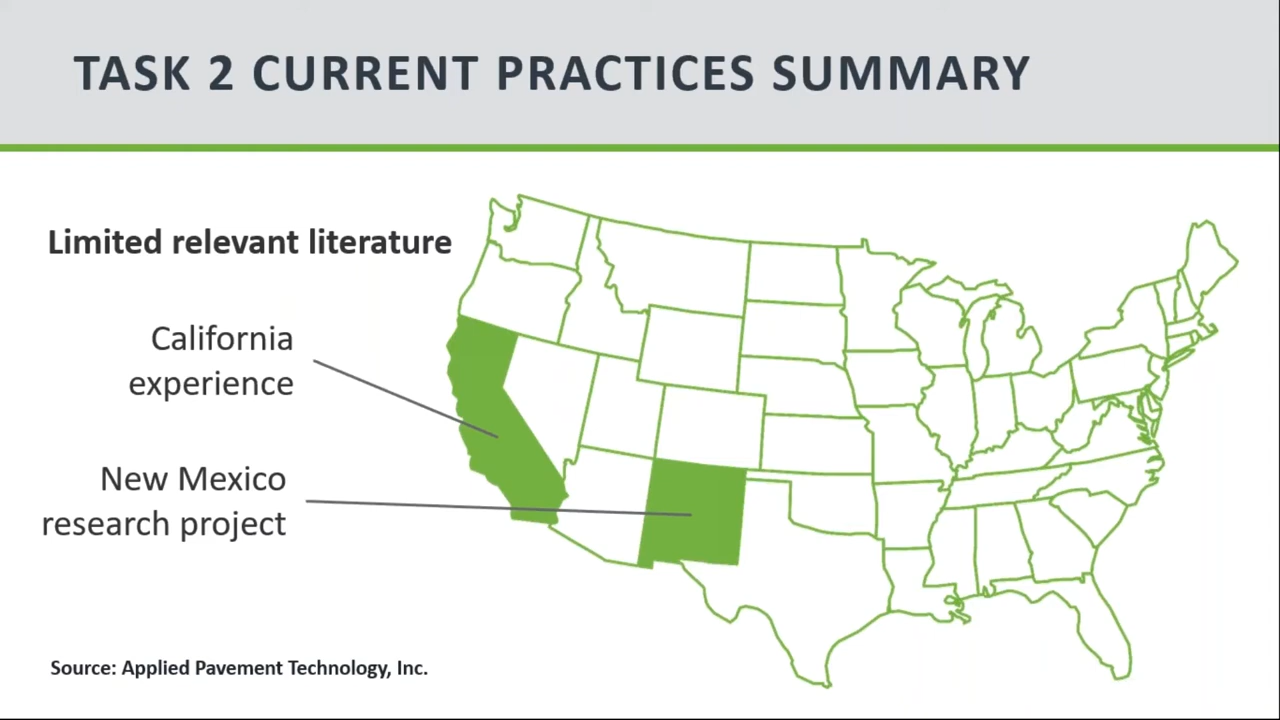 TASK 2 CURRENT PRACTICES SUMMARY
Limited relevant literature
California
experience
New Mexico
research project
Source: Applied Pavement Technology, Inc.